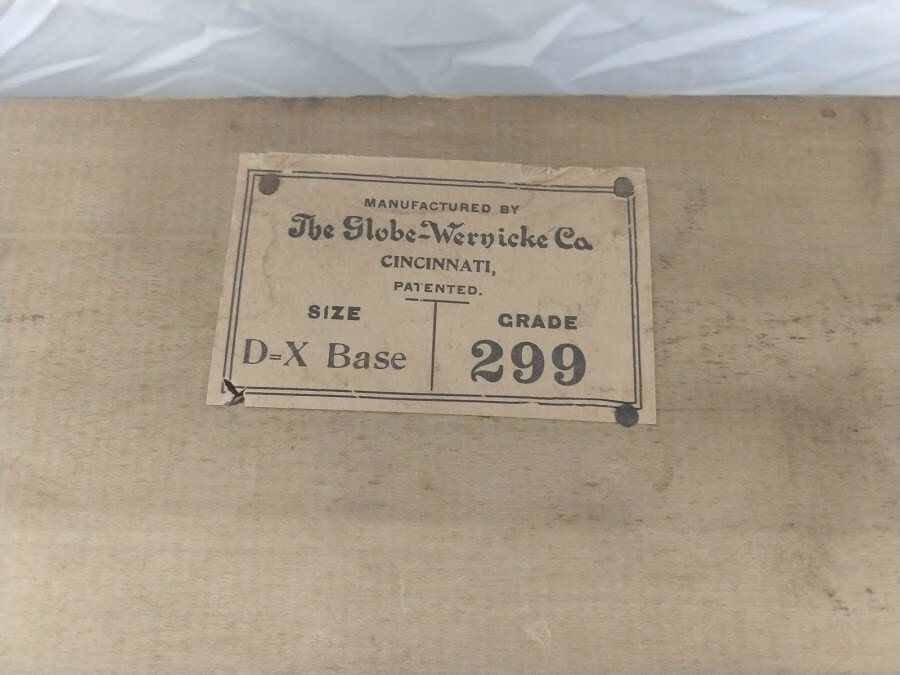 MANUFACTURED BY
The Globe-Wernicke Co.
CINCINNATI,
PATENTED.
SIZE
D=X Base
GRADE
299